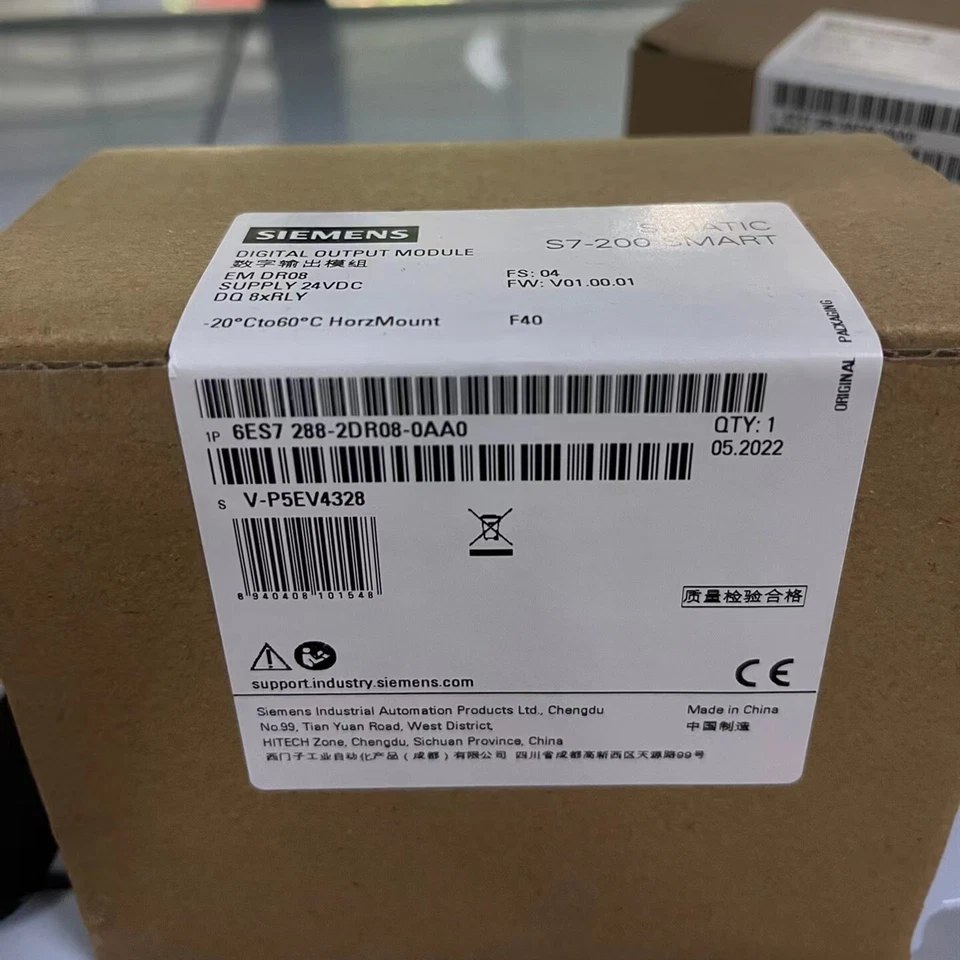 SIEMENS
SIMATIC
S7-200 SMART
DIGITAL OUTPUT MODULE
数字输出模组
EM DR08
SUPPLY 24VDC
DQ 8xRLY
FS: 04
FW: V01.00.01
-20°Cto60°C HorzMount
F40
ORIGINAL PACKAGING
1P 6ES7 288-2DR08-0AA0
QTY: 1
05.2022
S V-P5EV4328
8 940408 101548
质量检验合格
support.industry.siemens.com
CE
Siemens Industrial Automation Products Ltd., Chengdu
No.99, Tian Yuan Road, West District,
HITECH Zone, Chengdu, Sichuan Province, China
西门子工业自动化产品（成都）有限公司 四川省成都高新西区天源路99号
Made in China
中国制造